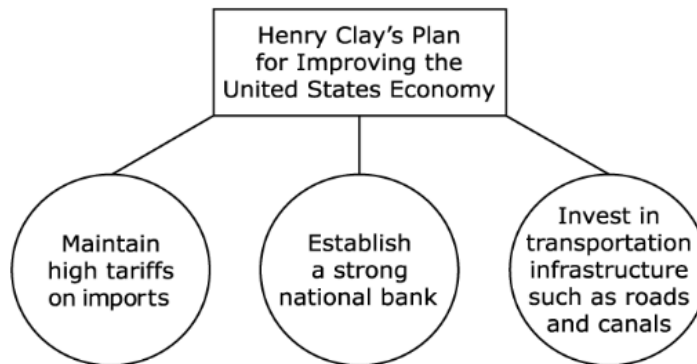 Henry Clay's Plan
for Improving the
United States Economy
Maintain
high tariffs
on imports
Establish
a strong
national bank
Invest in
transportation
infrastructure
such as roads
and canals